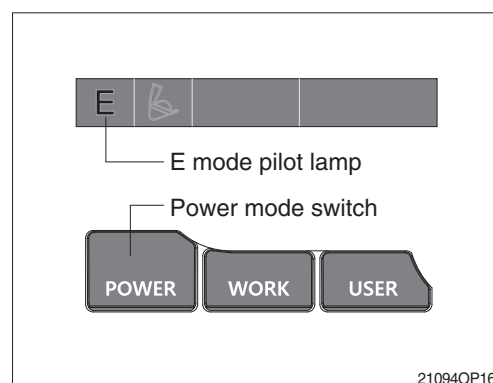 E
E mode pilot lamp
Power mode switch
POWER WORK USER
21094OP16